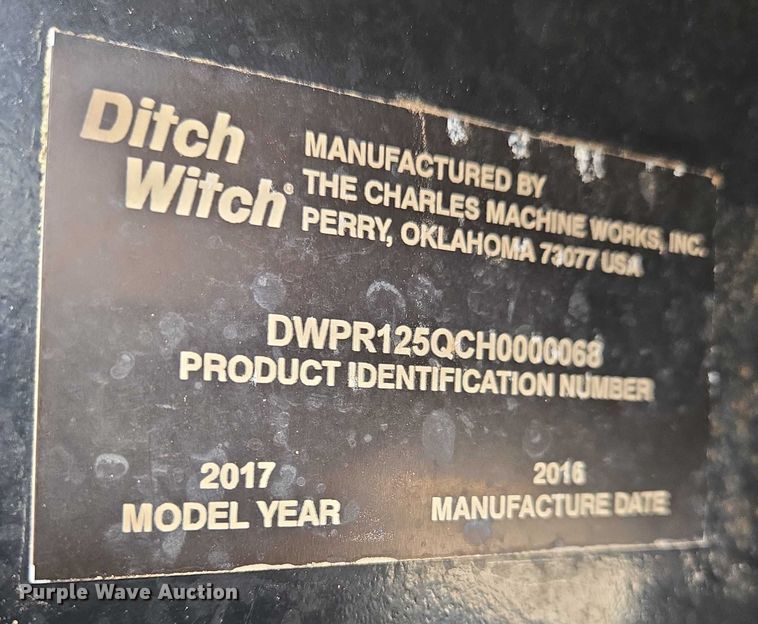 Ditch
Witch®
MANUFACTURED BY
THE CHARLES MACHINE WORKS, INC.
PERRY, OKLAHOMA 73077 USA
DWPR125QCH0000068
PRODUCT IDENTIFICATION NUMBER
2017
MODEL YEAR
2016
MANUFACTURE DATE
Purple Wave Auction